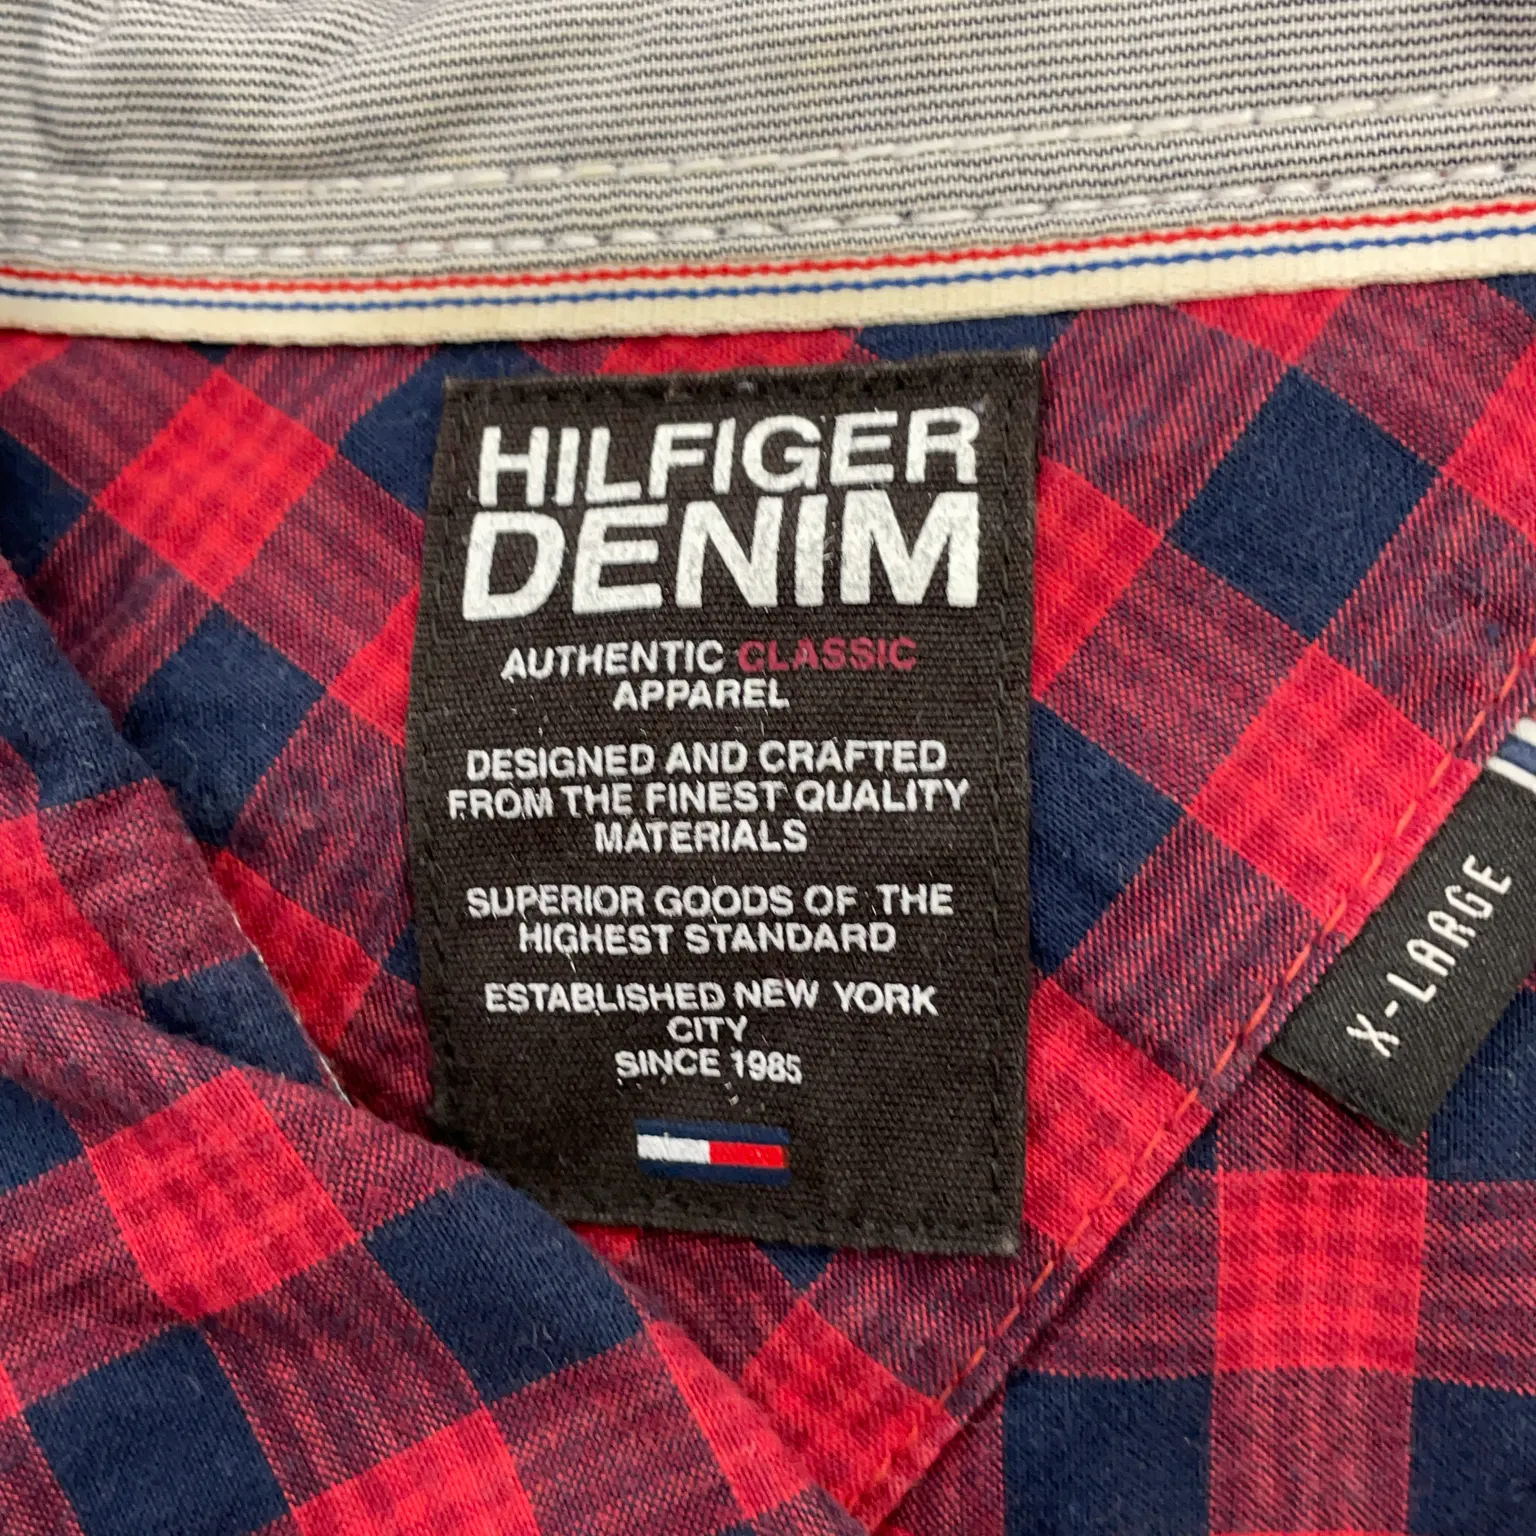 HILFIGER
DENIM
AUTHENTIC CLASSIC
APPAREL
DESIGNED AND CRAFTED
FROM THE FINEST QUALITY
MATERIALS
SUPERIOR GOODS OF THE
HIGHEST STANDARD
ESTABLISHED NEW YORK
CITY
SINCE 1985
X-LARGE